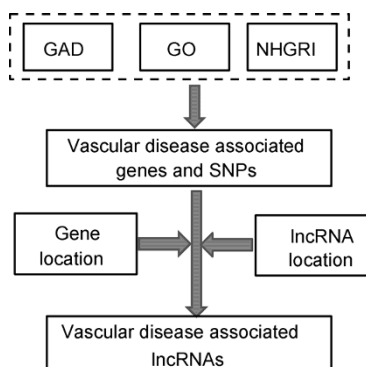 GAD
GO
NHGRI
Vascular disease associated
genes and SNPs
Gene
location
lncRNA
location
Vascular disease associated
lncRNAs